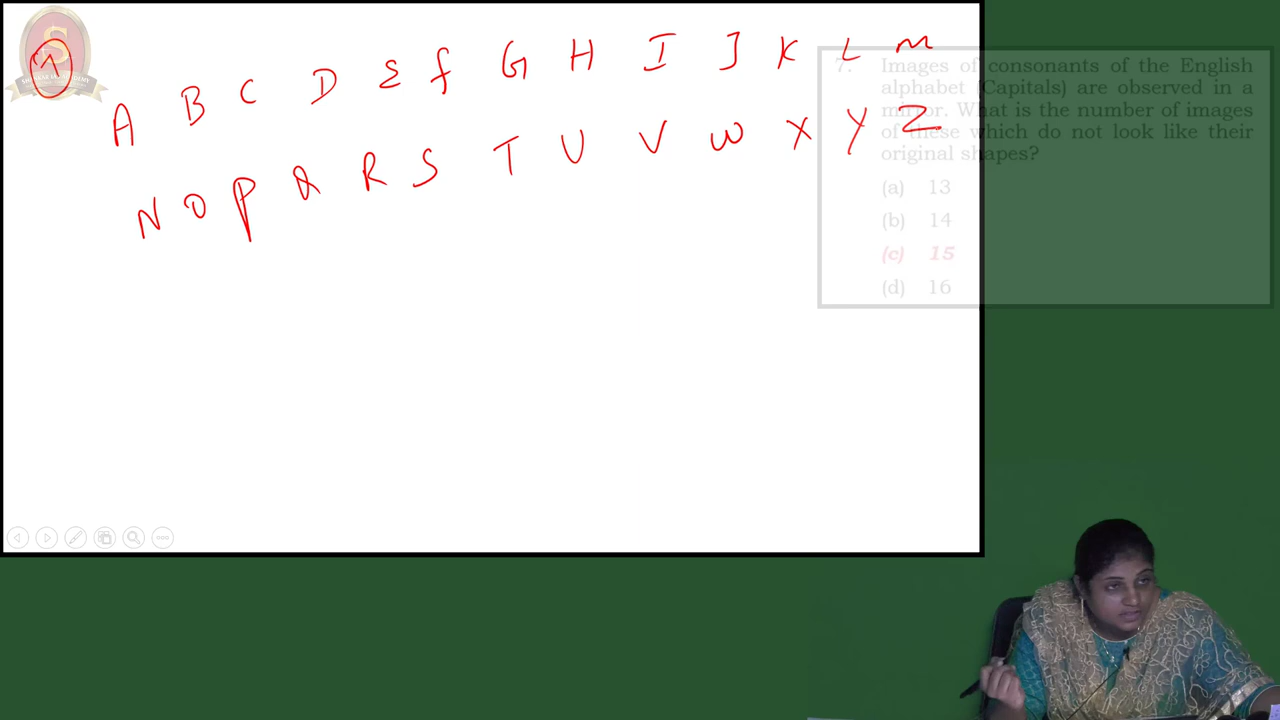 7
A B C D E f G H I J K L M
N O P Q R S T U V W X Y Z
7. Images of consonants of the English
alphabet (Capitals) are observed in a
mirror. What is the number of images
of these which do not look like their
original shapes?
(a) 13
(b) 14
(c) 15
(d) 16